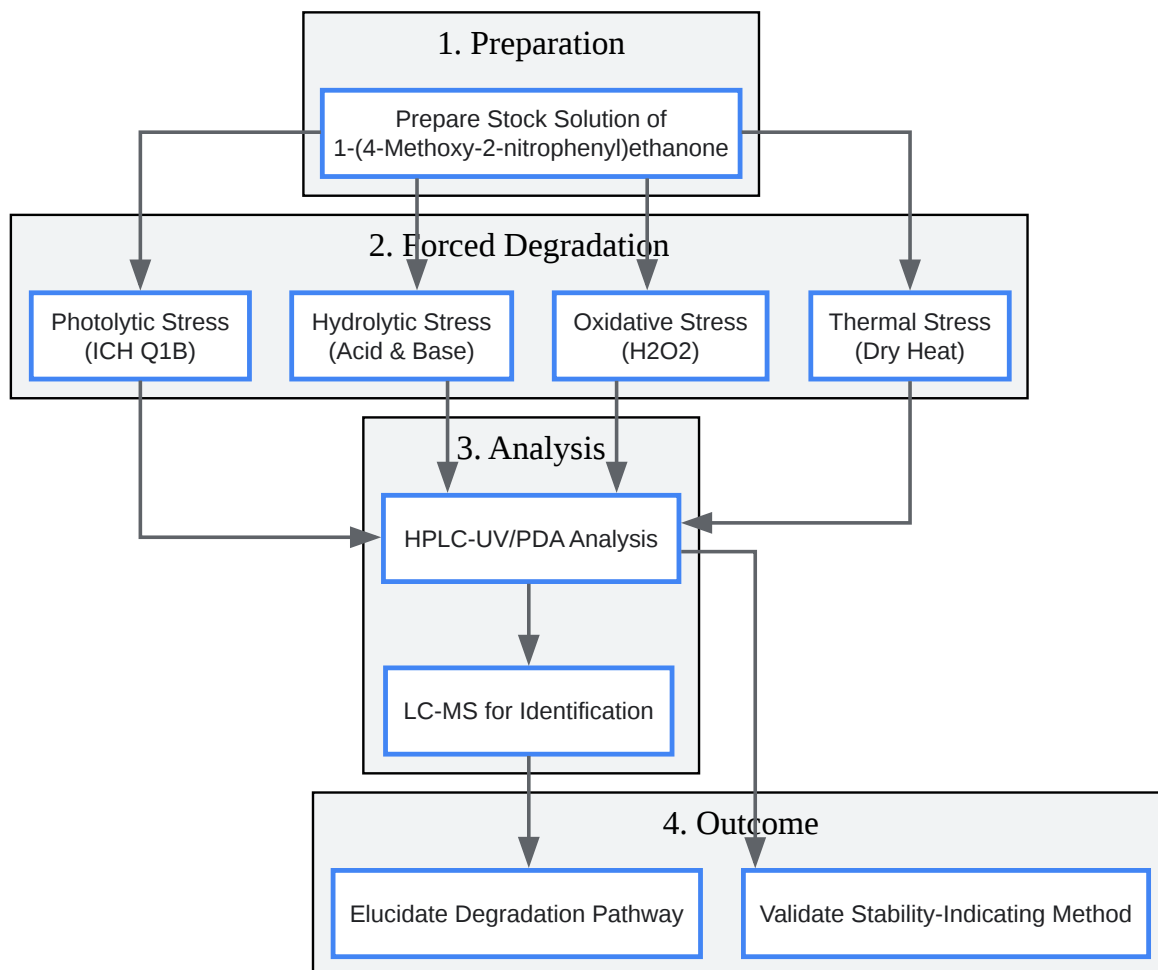 1. Preparation
Prepare Stock Solution of
1-(4-Methoxy-2-nitrophenyl)ethanone
2. Forced Degradation
Photolytic Stress
(ICH Q1B)
Hydrolytic Stress
(Acid & Base)
Oxidative Stress
(H2O2)
Thermal Stress
(Dry Heat)
3. Analysis
HPLC-UV/PDA Analysis
LC-MS for Identification
4. Outcome
Elucidate Degradation Pathway
Validate Stability-Indicating Method